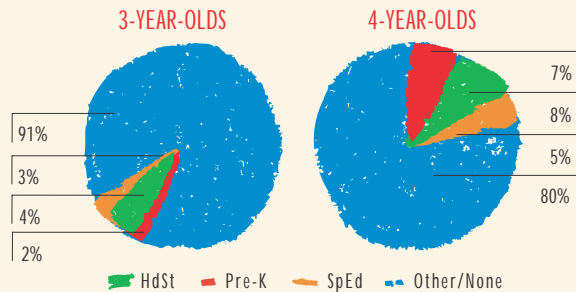 3-YEAR-OLDS
4-YEAR-OLDS
91%
3%
4%
2%
7%
8%
5%
80%
HdSt Pre-K SpEd Other/None